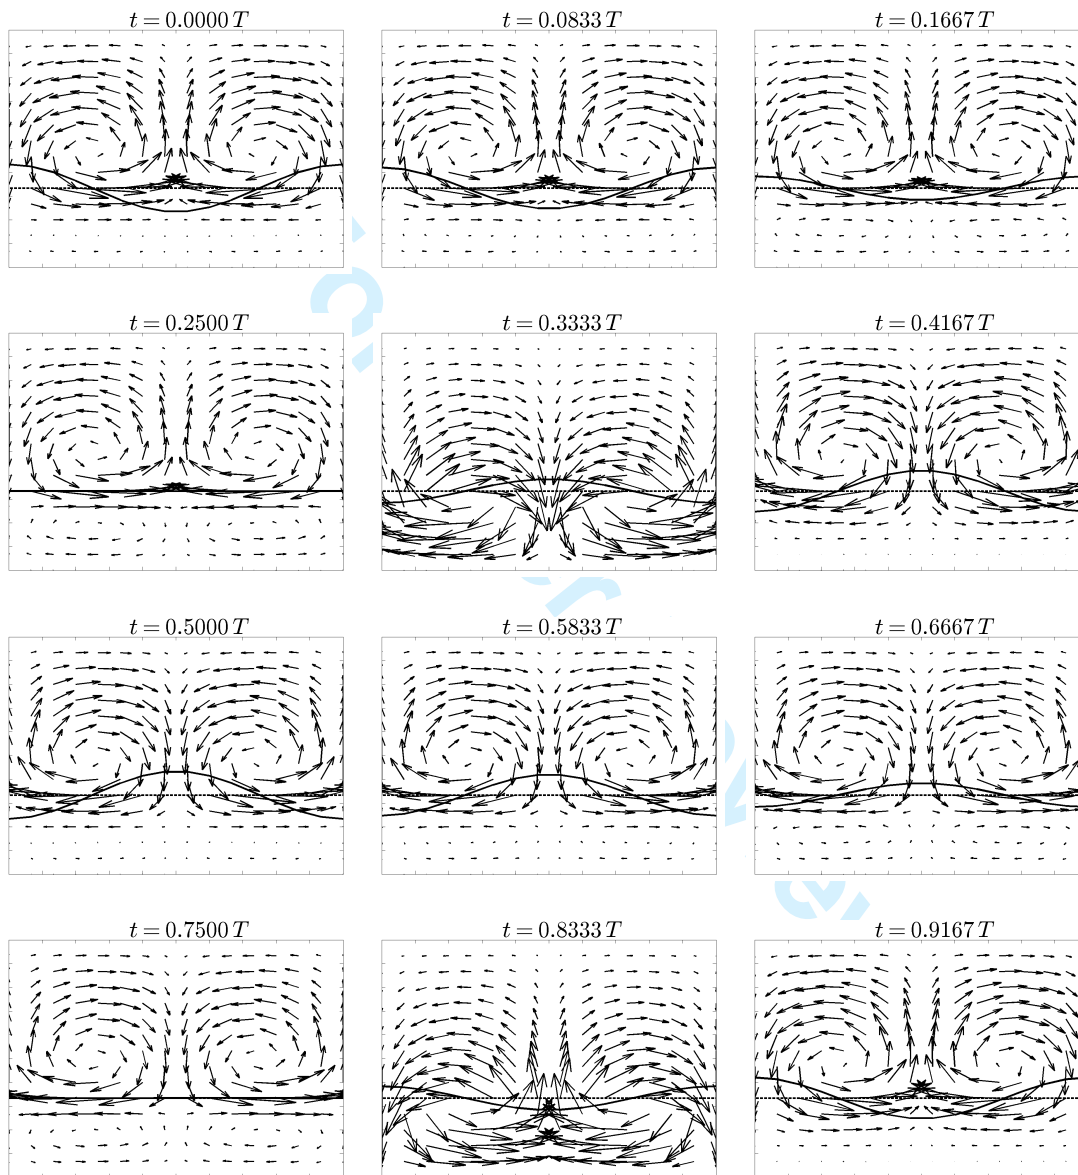 t = 0.0000 T
t = 0.0833 T
t = 0.1667 T
t = 0.2500 T
t = 0.3333 T
t = 0.4167 T
t = 0.5000 T
t = 0.5833 T
t = 0.6667 T
t = 0.7500 T
t = 0.8333 T
t = 0.9167 T